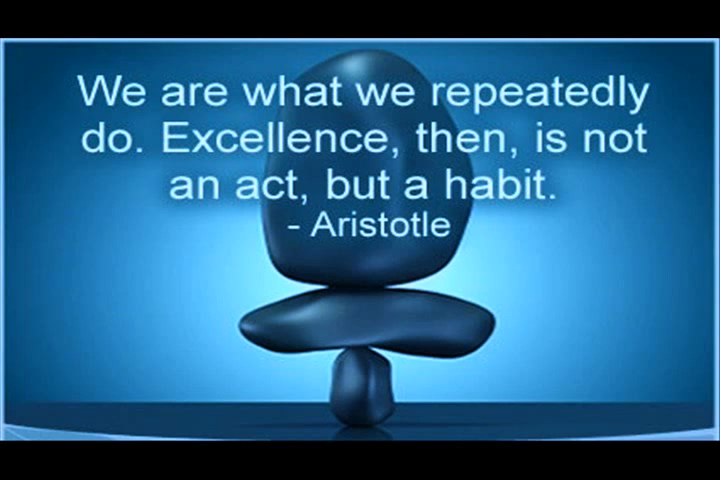 We are what we repeatedly
do. Excellence, then, is not
an act, but a habit.
- Aristotle